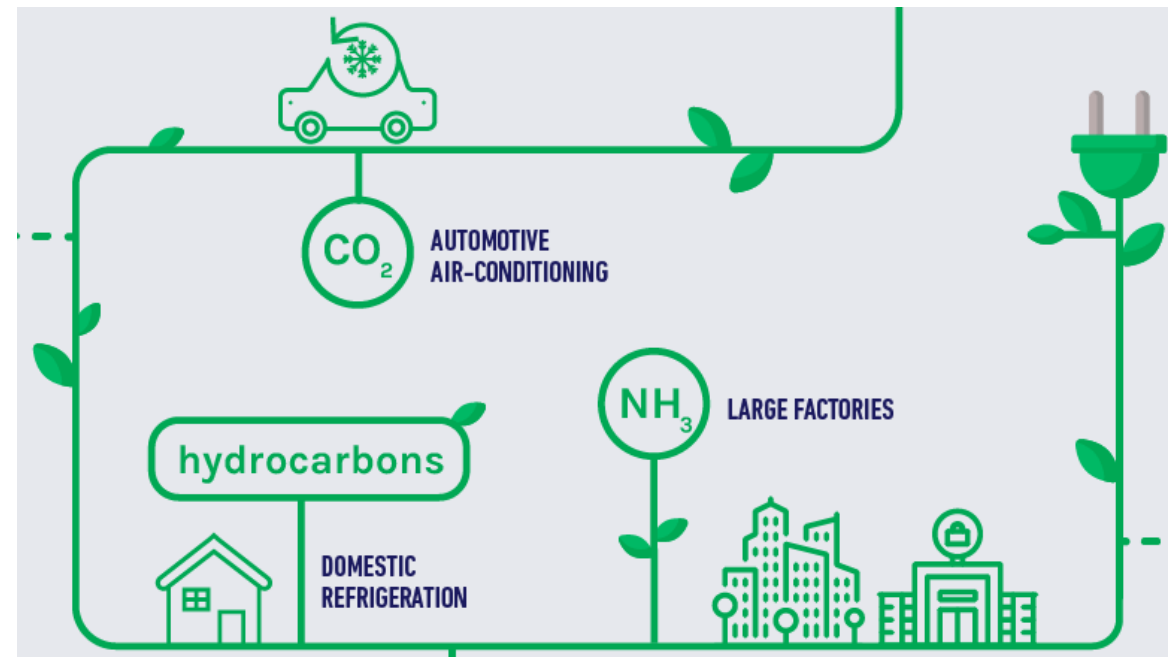 CO₂
AUTOMOTIVE
AIR-CONDITIONING
NH₃
LARGE FACTORIES
hydrocarbons
DOMESTIC
REFRIGERATION